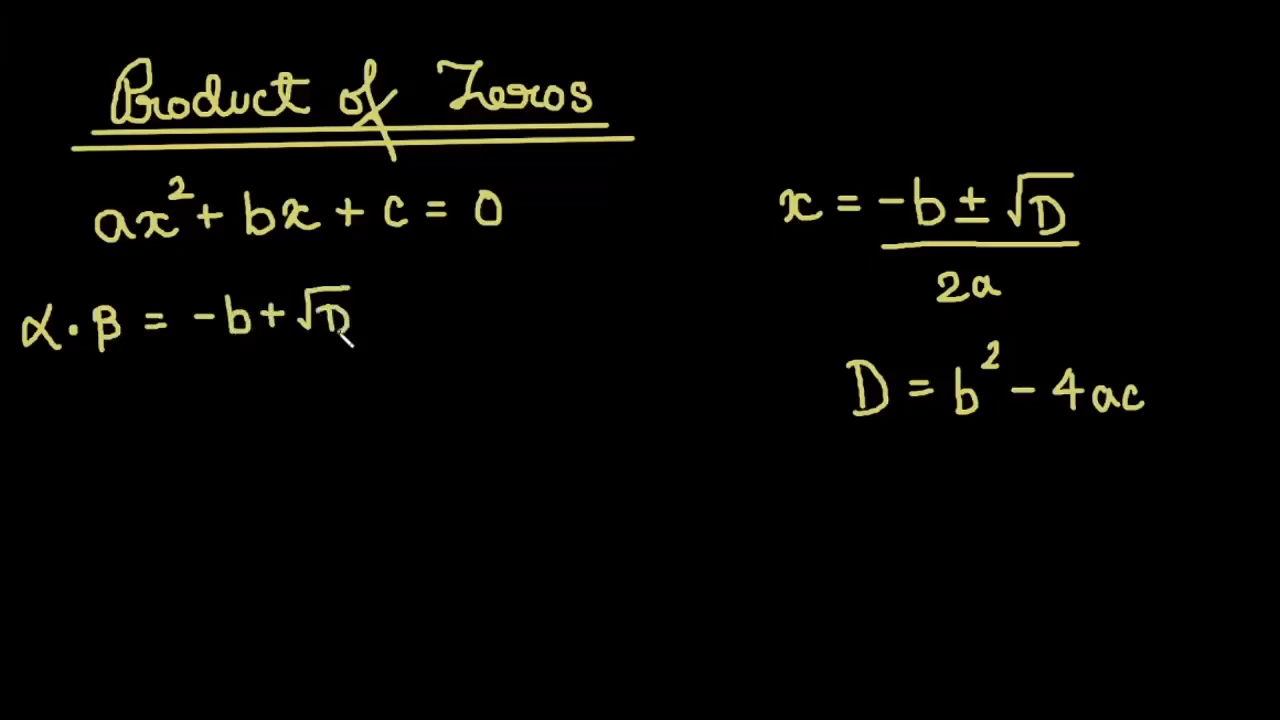 Product of Zeros
ax² + bx + c = 0
α · β = -b + √D
x = -b ± √D
2a
D = b² - 4ac